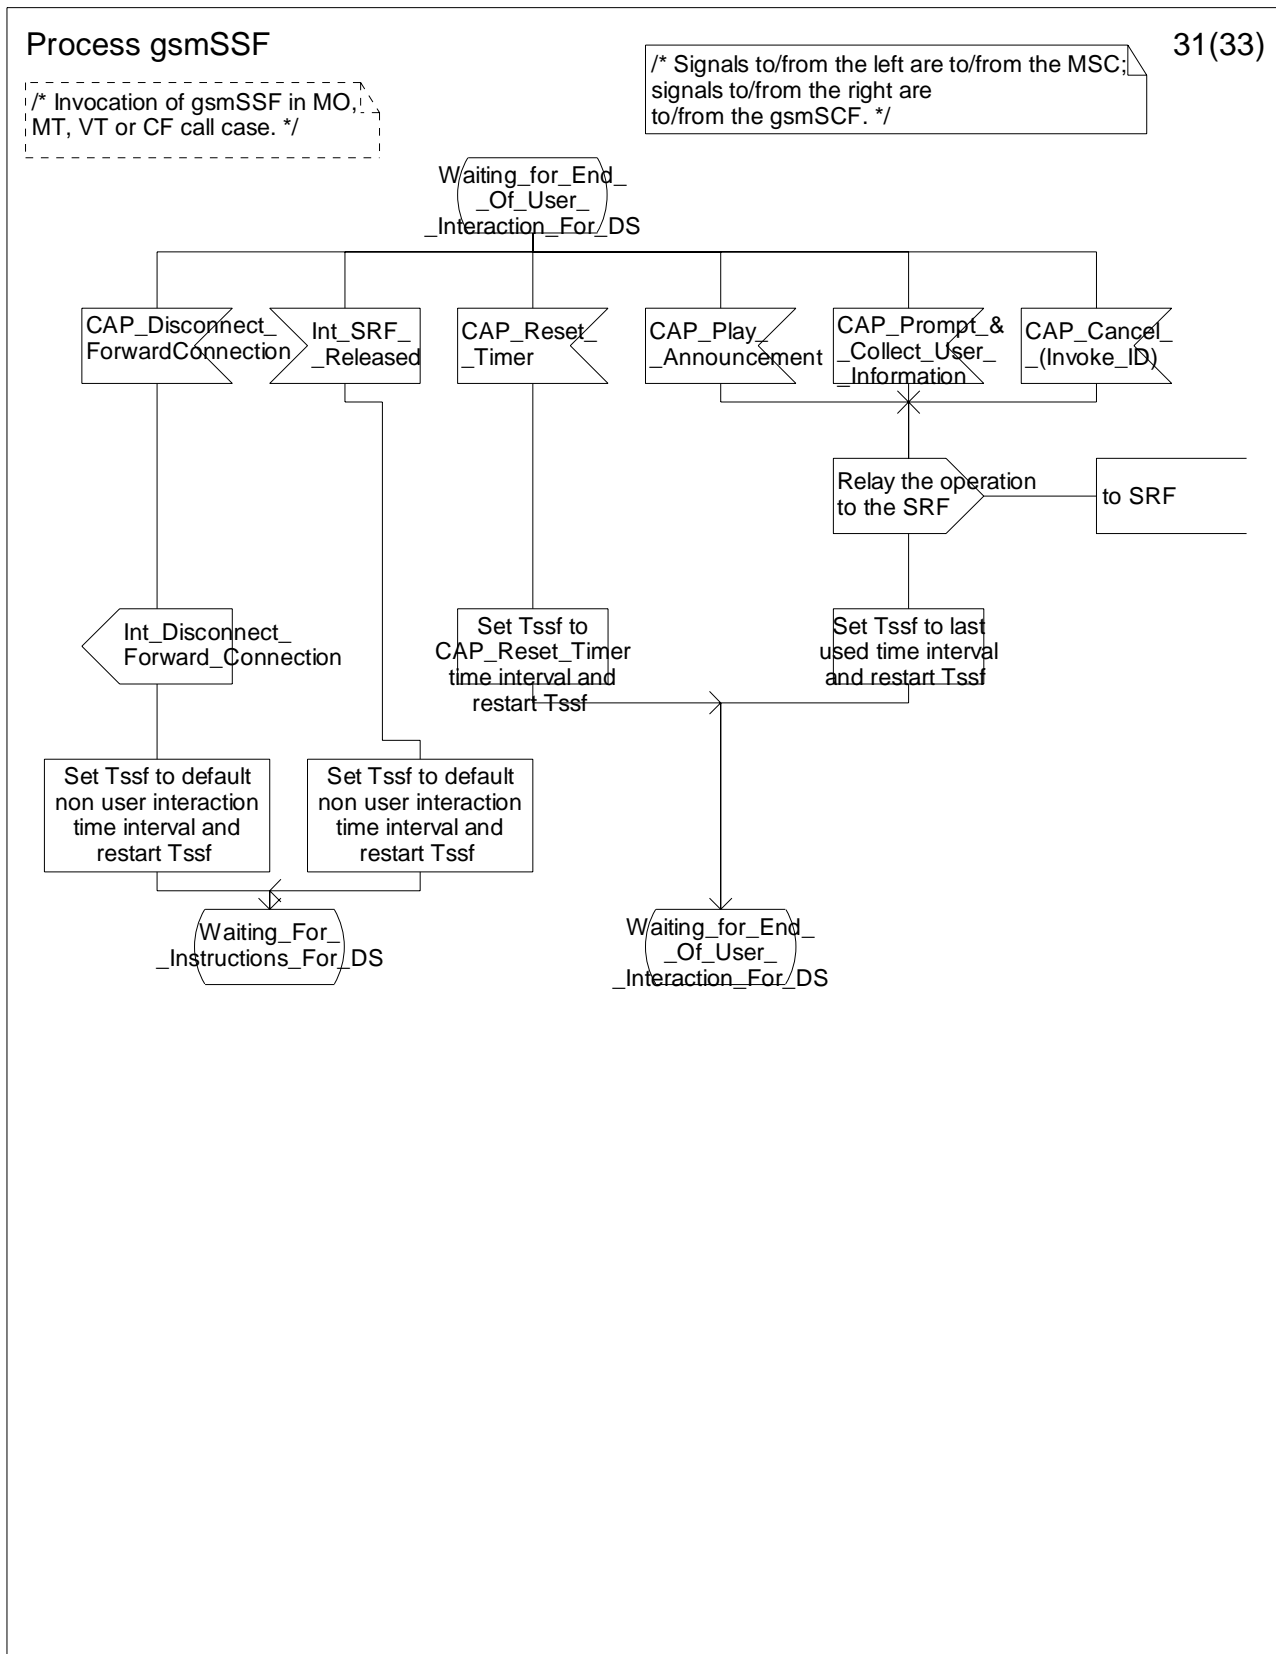 Process gsmSSF
31(33)
/* Invocation of gsmSSF in MO,
MT, VT or CF call case. */
/* Signals to/from the left are to/from the MSC;
signals to/from the right are
to/from the gsmSCF. */
Waiting_for_End_
_Of_User_
_Interaction_For_DS
CAP_Disconnect_
ForwardConnection
Int_SRF_
_Released
CAP_Reset_
_Timer
CAP_Play_
_Announcement
CAP_Prompt_&
_Collect_User_
_Information
CAP_Cancel_
_(Invoke_ID)
Relay the operation
to the SRF
to SRF
Int_Disconnect_
Forward_Connection
Set Tssf to
CAP_Reset_Timer
time interval and
restart Tssf
Set Tssf to last
used time interval
and restart Tssf
Set Tssf to default
non user interaction
time interval and
restart Tssf
Set Tssf to default
non user interaction
time interval and
restart Tssf
Waiting_For_
_Instructions_For_DS
Waiting_for_End_
_Of_User_
_Interaction_For_DS